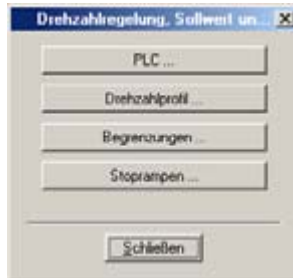 Drehzahlregelung, Sollwert un...
PLC ...
Drehzahlprofil ...
Begrenzungen ...
Stoprampen ...
Schließen